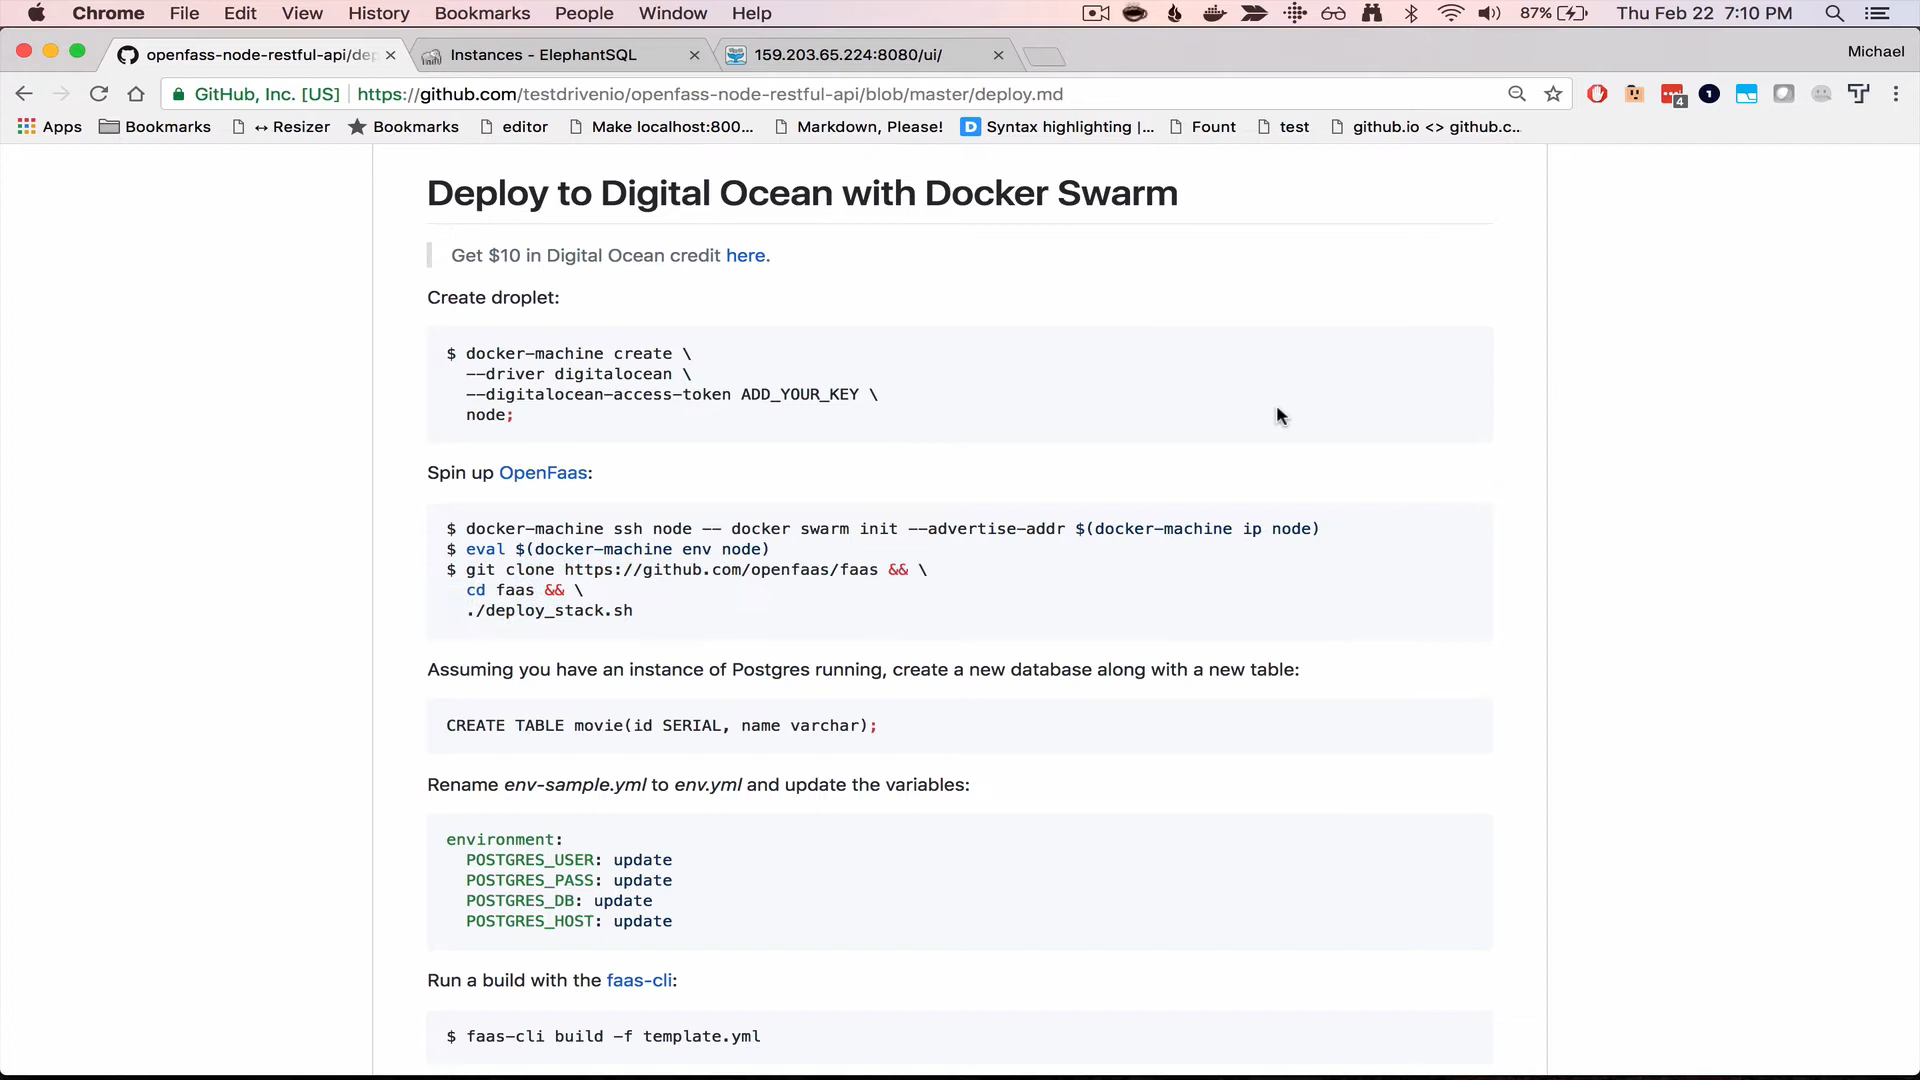 Chrome File Edit View History Bookmarks People Window Help 87% Thu Feb 22 7:10 PM
openfass-node-restful-api/dep Instances - ElephantSQL 159.203.65.224:8080/ui/ Michael
GitHub, Inc. [US] https://github.com/testdrivenio/openfass-node-restful-api/blob/master/deploy.md 4 1
Apps Bookmarks ↔ Resizer Bookmarks editor Make localhost:800... Markdown, Please! D Syntax highlighting |... Fount test github.io <> github.c...
Deploy to Digital Ocean with Docker Swarm
Get $10 in Digital Ocean credit here.
Create droplet:
$ docker-machine create \
--driver digitalocean \
--digitalocean-access-token ADD_YOUR_KEY \
node;
Spin up OpenFaas:
$ docker-machine ssh node -- docker swarm init --advertise-addr $(docker-machine ip node)
$ eval $(docker-machine env node)
$ git clone https://github.com/openfaas/faas && \
cd faas && \
./deploy_stack.sh
Assuming you have an instance of Postgres running, create a new database along with a new table:
CREATE TABLE movie(id SERIAL, name varchar);
Rename env-sample.yml to env.yml and update the variables:
environment:
POSTGRES_USER: update
POSTGRES_PASS: update
POSTGRES_DB: update
POSTGRES_HOST: update
Run a build with the faas-cli:
$ faas-cli build -f template.yml